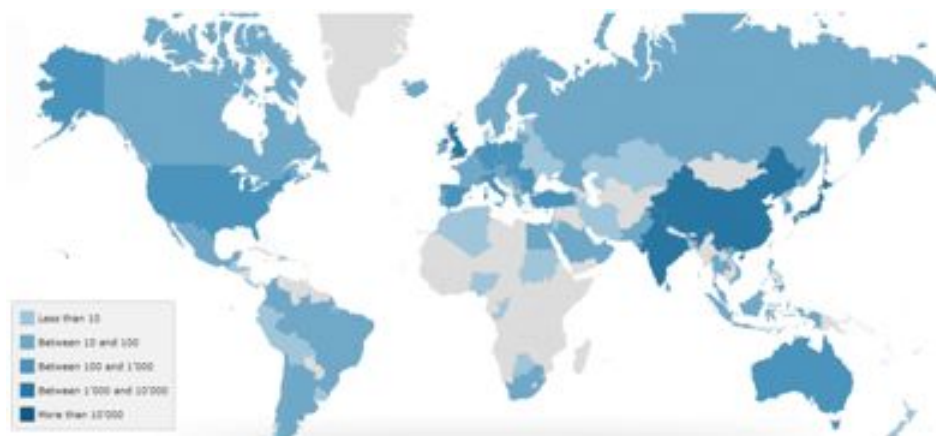 Less than 10
Between 10 and 100
Between 100 and 1'000
Between 1'000 and 10'000
More than 10'000